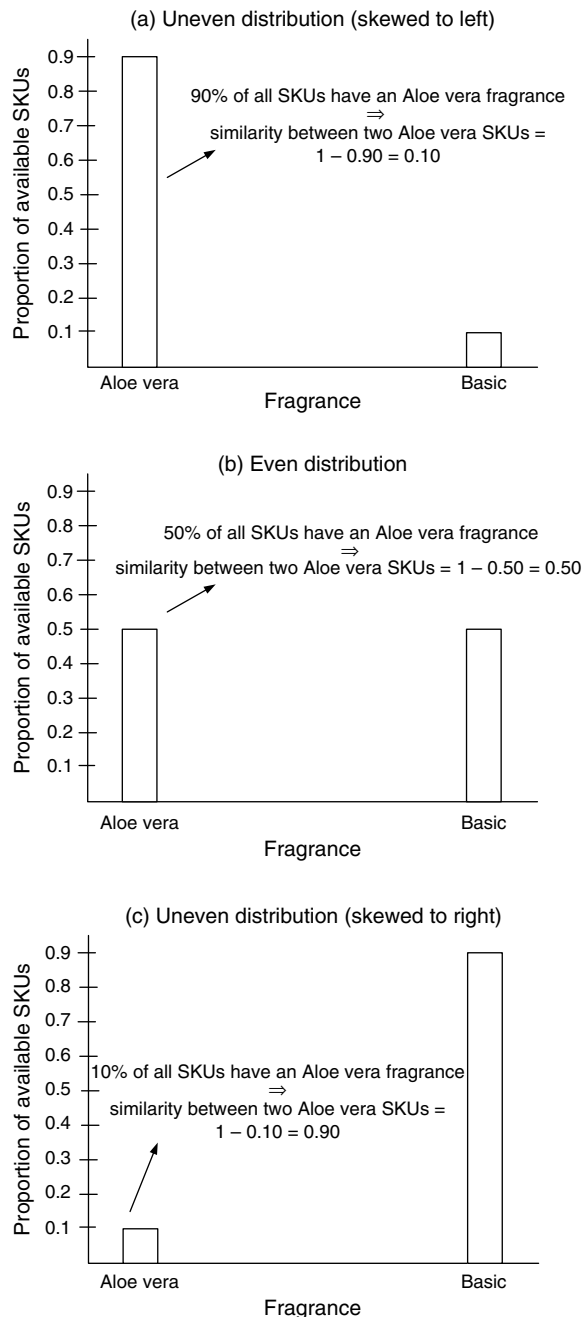 (a) Uneven distribution (skewed to left)
0.9
0.8
0.7
0.6
0.5
0.4
0.3
0.2
0.1
Proportion of available SKUs
90% of all SKUs have an Aloe vera fragrance
⇒
similarity between two Aloe vera SKUs =
1 – 0.90 = 0.10
Aloe vera
Basic
Fragrance
(b) Even distribution
0.9
0.8
0.7
0.6
0.5
0.4
0.3
0.2
0.1
Proportion of available SKUs
50% of all SKUs have an Aloe vera fragrance
⇒
similarity between two Aloe vera SKUs = 1 – 0.50 = 0.50
Aloe vera
Basic
Fragrance
(c) Uneven distribution (skewed to right)
0.9
0.8
0.7
0.6
0.5
0.4
0.3
0.2
0.1
Proportion of available SKUs
10% of all SKUs have an Aloe vera fragrance
⇒
similarity between two Aloe vera SKUs =
1 – 0.10 = 0.90
Aloe vera
Basic
Fragrance